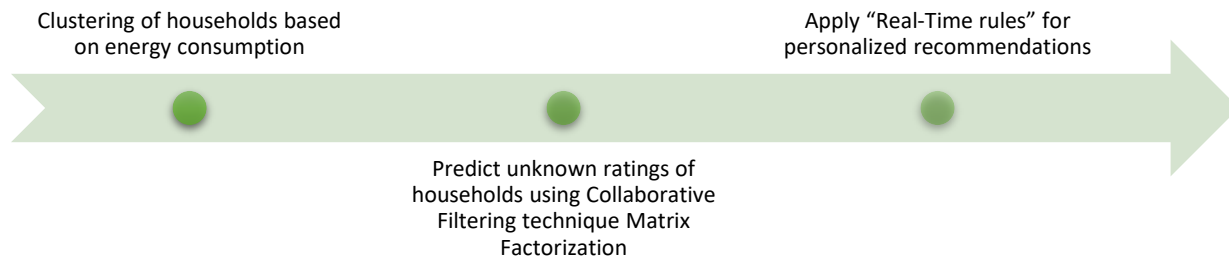 Clustering of households based
on energy consumption
Predict unknown ratings of
households using Collaborative
Filtering technique Matrix
Factorization
Apply “Real-Time rules” for
personalized recommendations